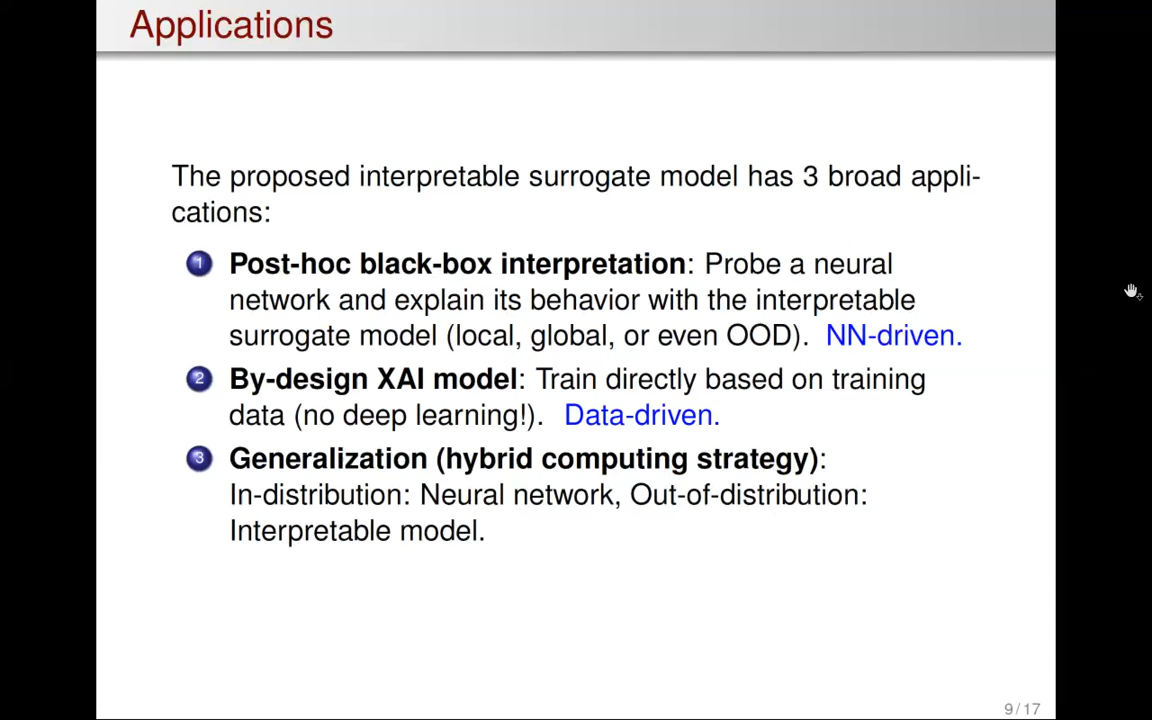 Applications
The proposed interpretable surrogate model has 3 broad appli-
cations:
1 Post-hoc black-box interpretation: Probe a neural
network and explain its behavior with the interpretable
surrogate model (local, global, or even OOD). NN-driven.
2 By-design XAI model: Train directly based on training
data (no deep learning!). Data-driven.
3 Generalization (hybrid computing strategy):
In-distribution: Neural network, Out-of-distribution:
Interpretable model.
9 / 17